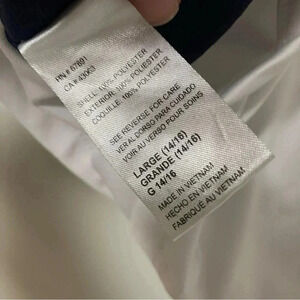 RN # 67891
CA # 43063
SHELL: 100% POLYESTER
EXTERIOR: 100% POLIESTER
COQUILLE: 100% POLYESTER
SEE REVERSE FOR CARE
VER AL DORSO PARA CUIDADO
VOIR AU VERSO POUR SOINS
LARGE (14/16)
GRANDE (14/16)
G 14/16
MADE IN VIETNAM
HECHO EN VIETNAM
FABRIQUÉ AU VIETNAM